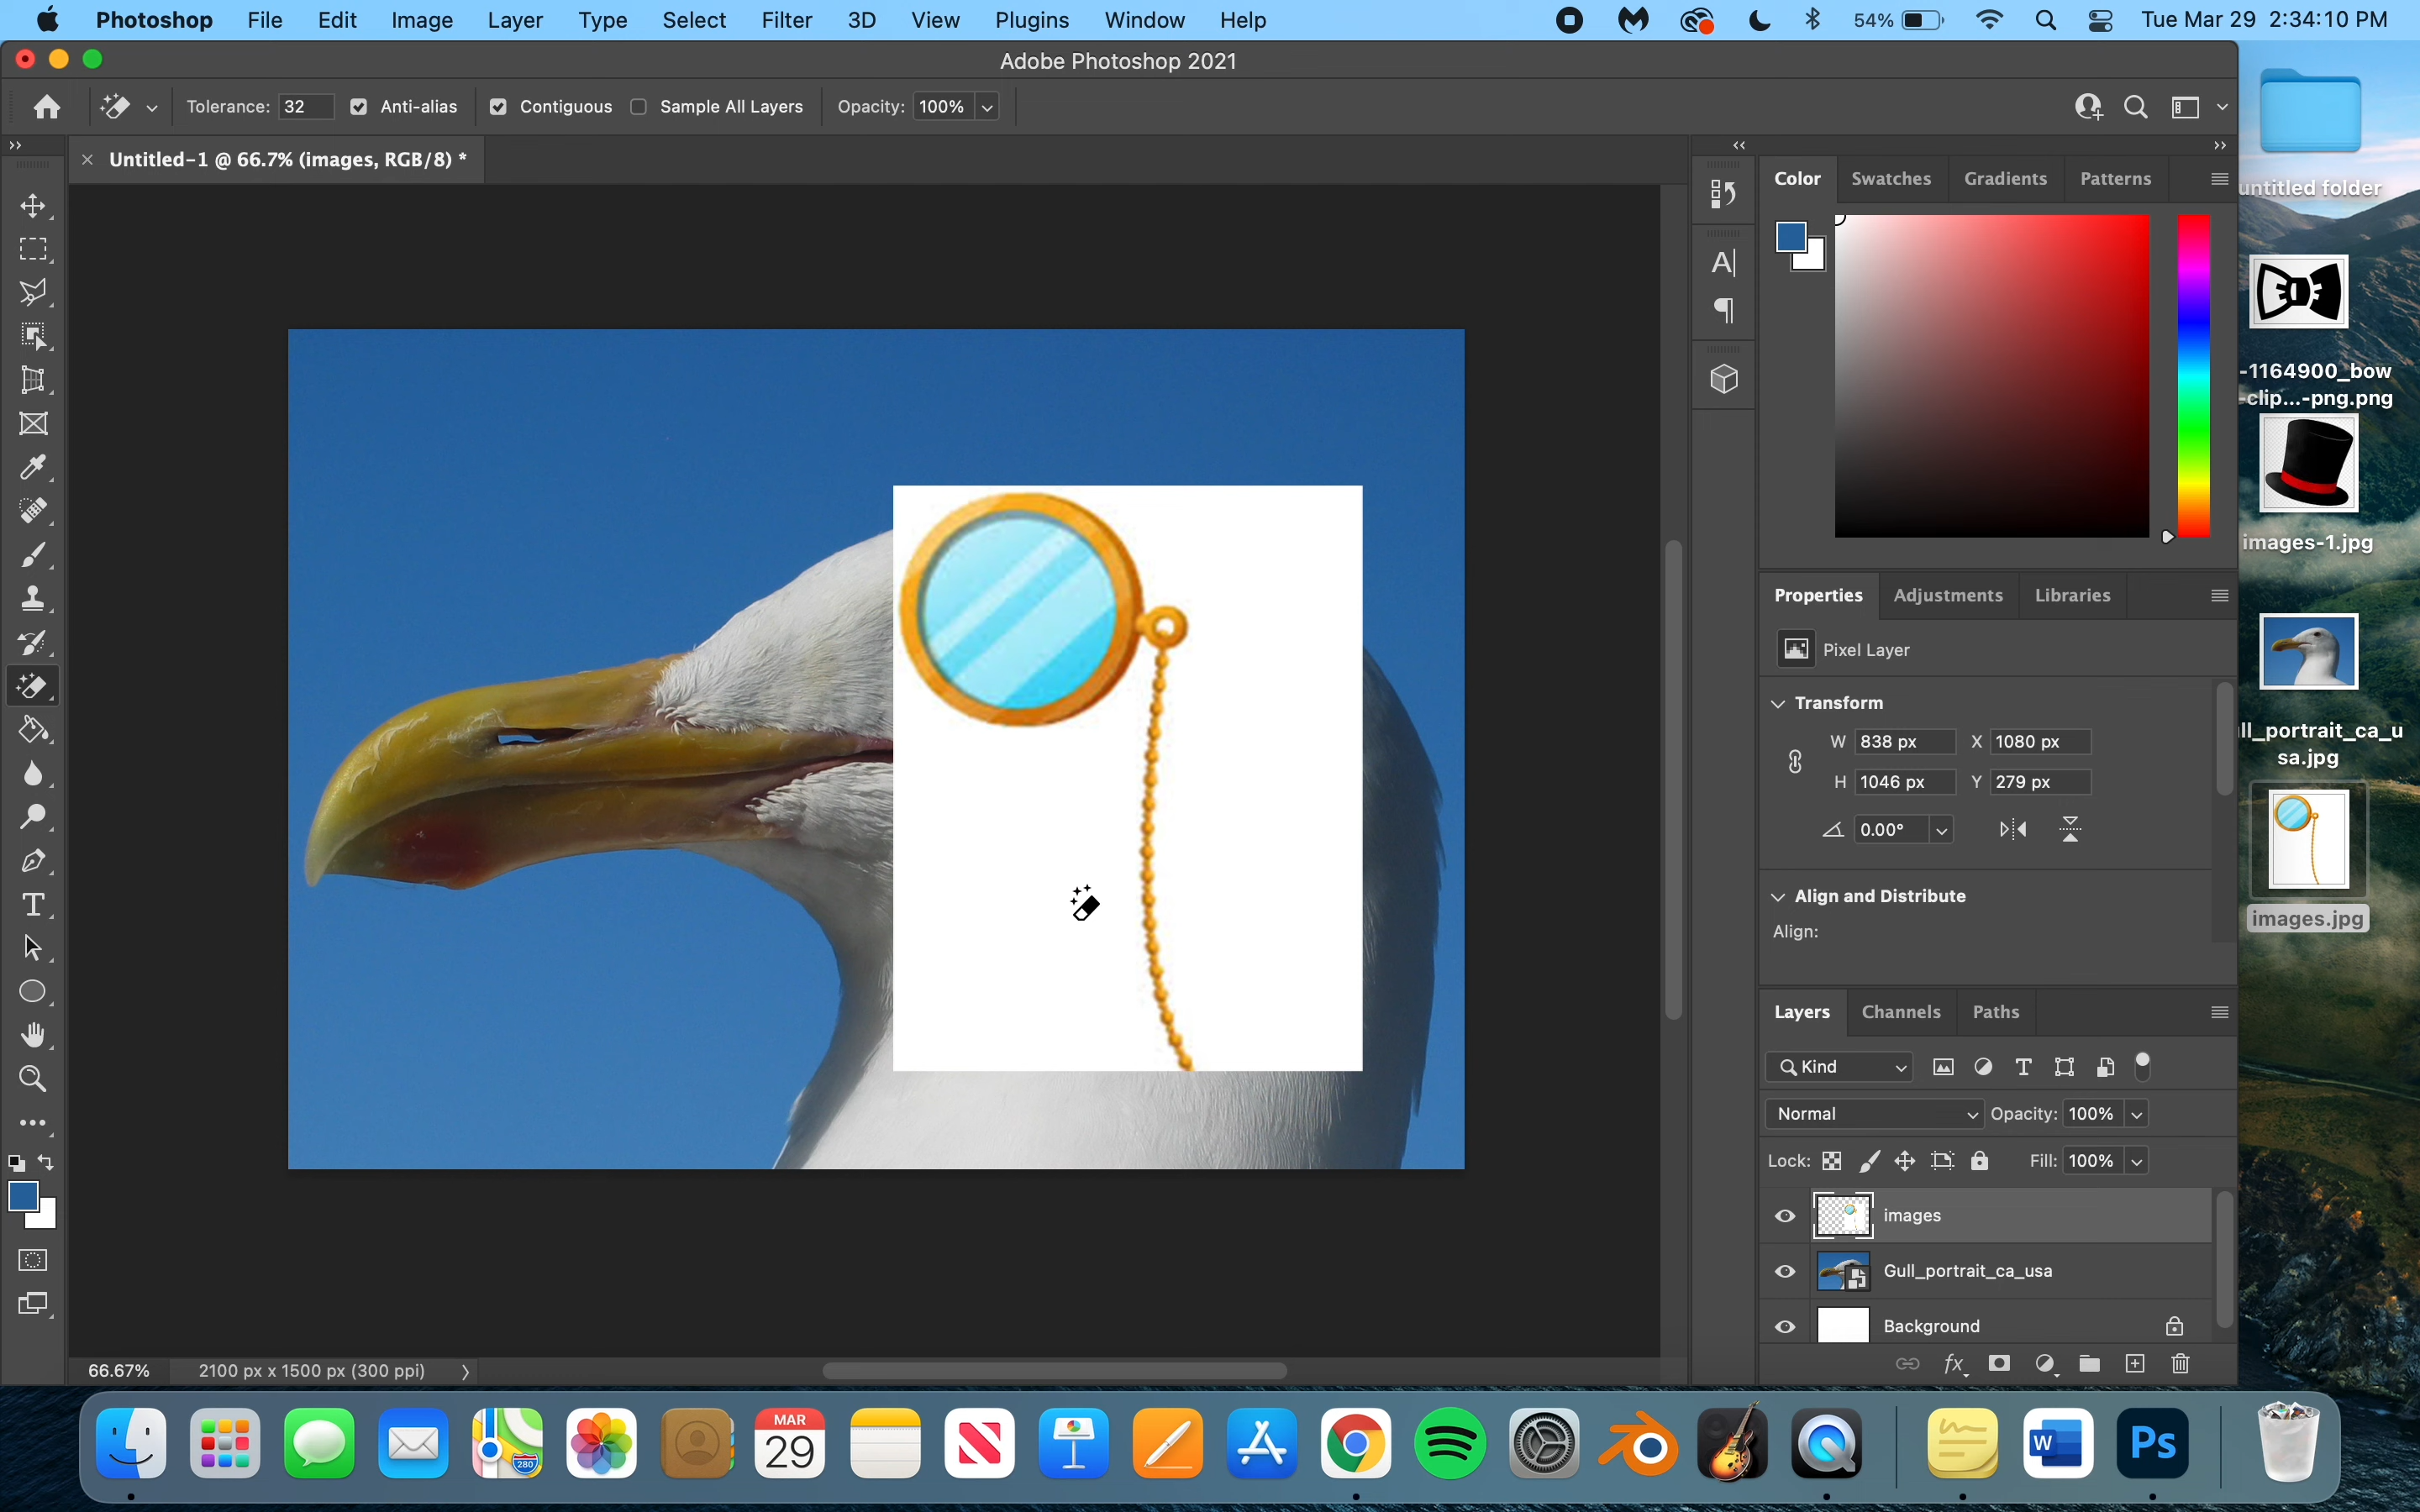 Photoshop File Edit Image Layer Type Select Filter 3D View Plugins Window Help 54% Tue Mar 29 2:34:10 PM
Adobe Photoshop 2021
Tolerance: 32 Anti-alias Contiguous Sample All Layers Opacity: 100%
Untitled-1 @ 66.7% (images, RGB/8) *
Color Swatches Gradients Patterns
untitled folder
-1164900_bow
-clip...-png.png
images-1.jpg
Properties Adjustments Libraries
Pixel Layer
Transform
W 838 px X 1080 px
H 1046 px Y 279 px
ll_portrait_ca_u
sa.jpg
0.00°
Align and Distribute
Align:
images.jpg
Layers Channels Paths
Kind
Normal Opacity: 100%
Lock: Fill: 100%
images
Gull_portrait_ca_usa
Background
66.67% 2100 px x 1500 px (300 ppi)
MAR
29
280
W
Ps